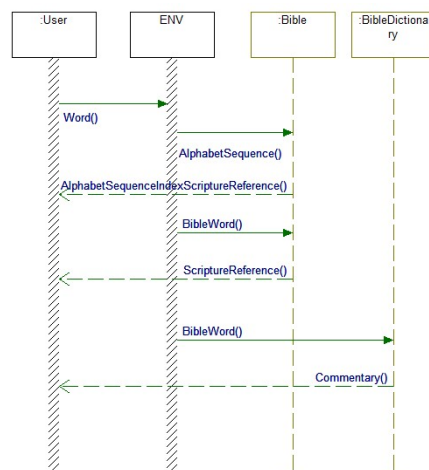 :User
ENV
:Bible
:BibleDictiona
ry
Word()
AlphabetSequence()
AlphabetSequenceIndexScriptureReference()
BibleWord()
ScriptureReference()
BibleWord()
Commentary()